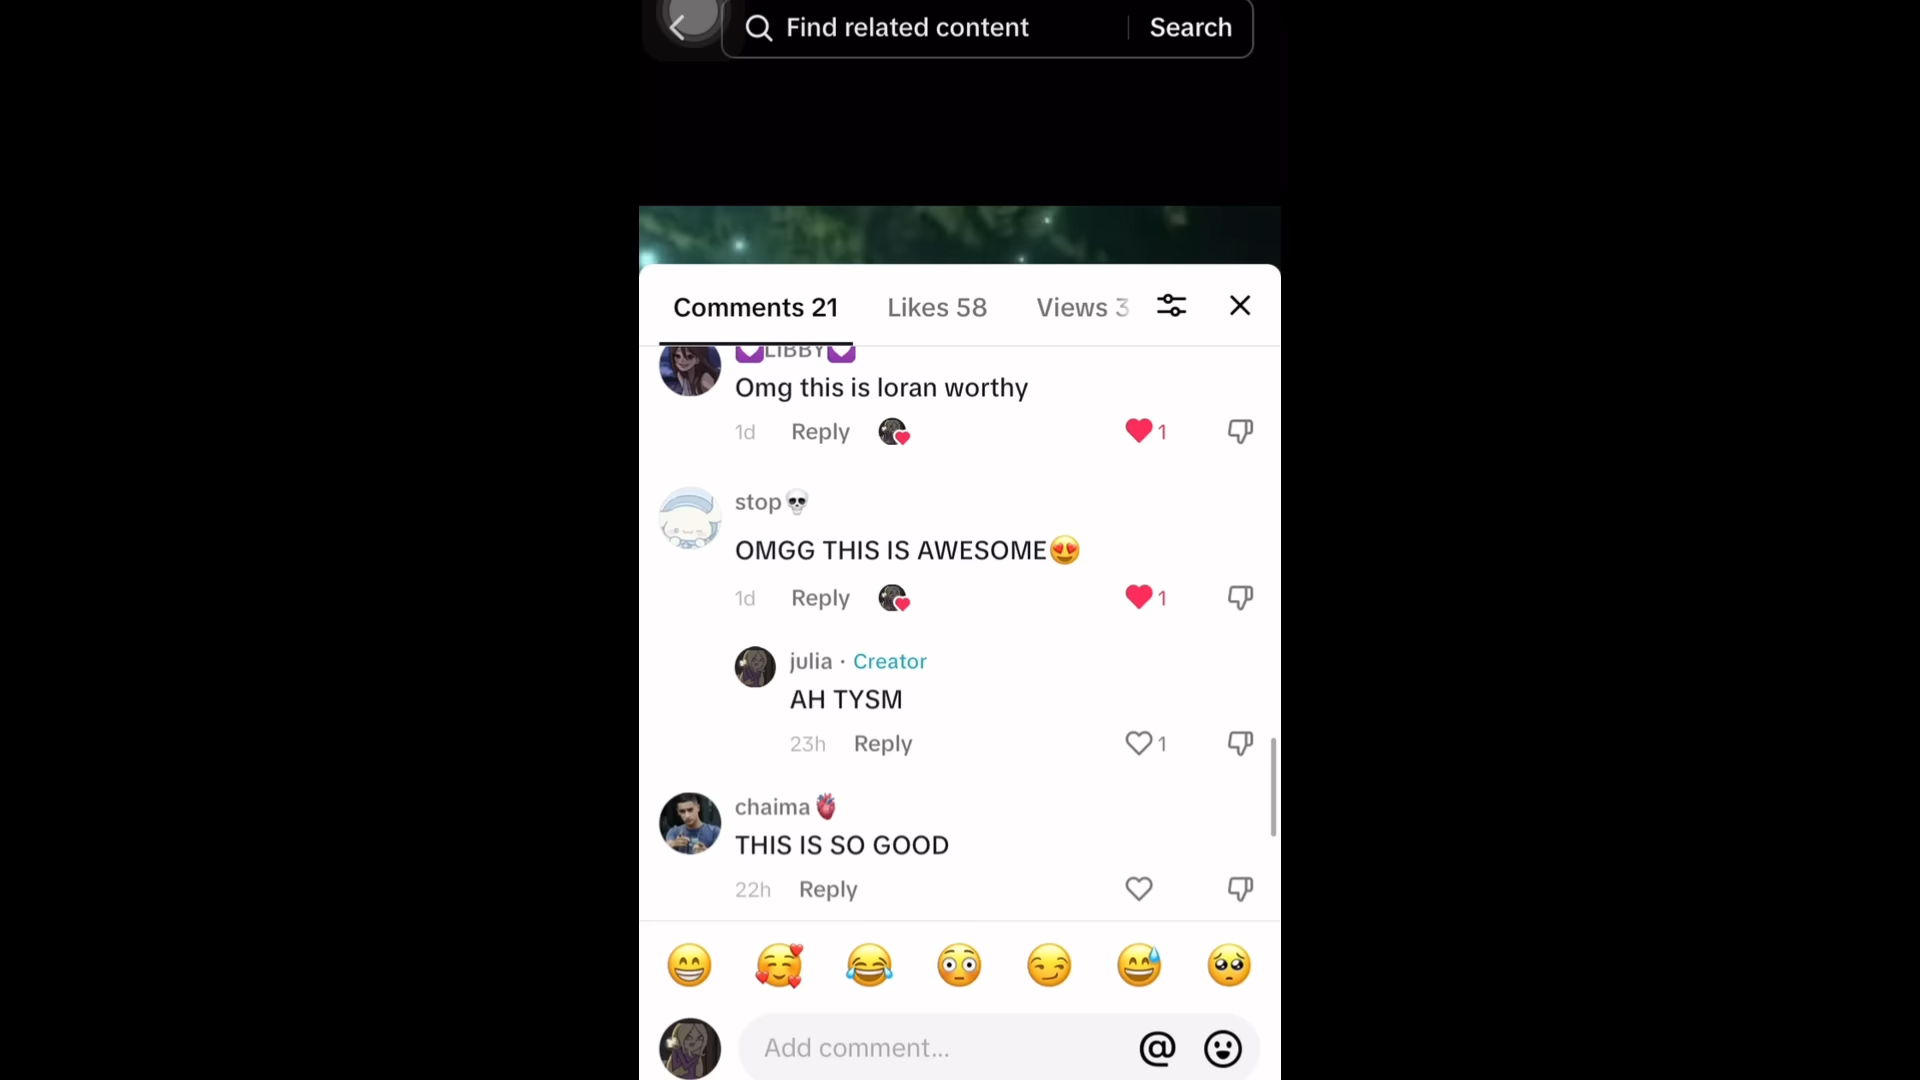 Find related content
Search
Comments 21
Likes 58
Views 3
LIBBY
Omg this is loran worthy
1d
Reply
1
stop💀
OMGG THIS IS AWESOME😍
1d
Reply
1
julia · Creator
AH TYSM
23h
Reply
1
chaima🫀
THIS IS SO GOOD
22h
Reply
Add comment...
@